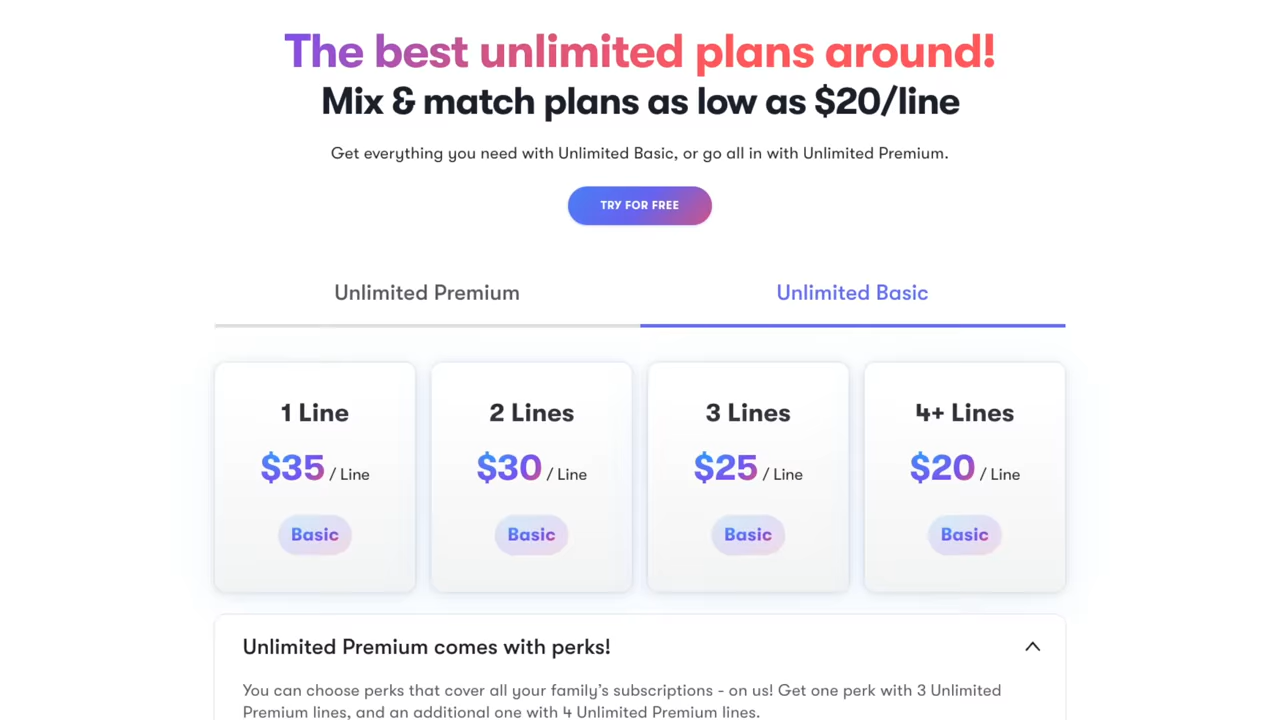 The best unlimited plans around!
Mix & match plans as low as $20/line
Get everything you need with Unlimited Basic, or go all in with Unlimited Premium.
TRY FOR FREE
Unlimited Premium
Unlimited Basic
1 Line
$35 / Line
Basic
2 Lines
$30 / Line
Basic
3 Lines
$25 / Line
Basic
4+ Lines
$20 / Line
Basic
Unlimited Premium comes with perks!
You can choose perks that cover all your family's subscriptions - on us! Get one perk with 3 Unlimited
Premium lines, and an additional one with 4 Unlimited Premium lines.